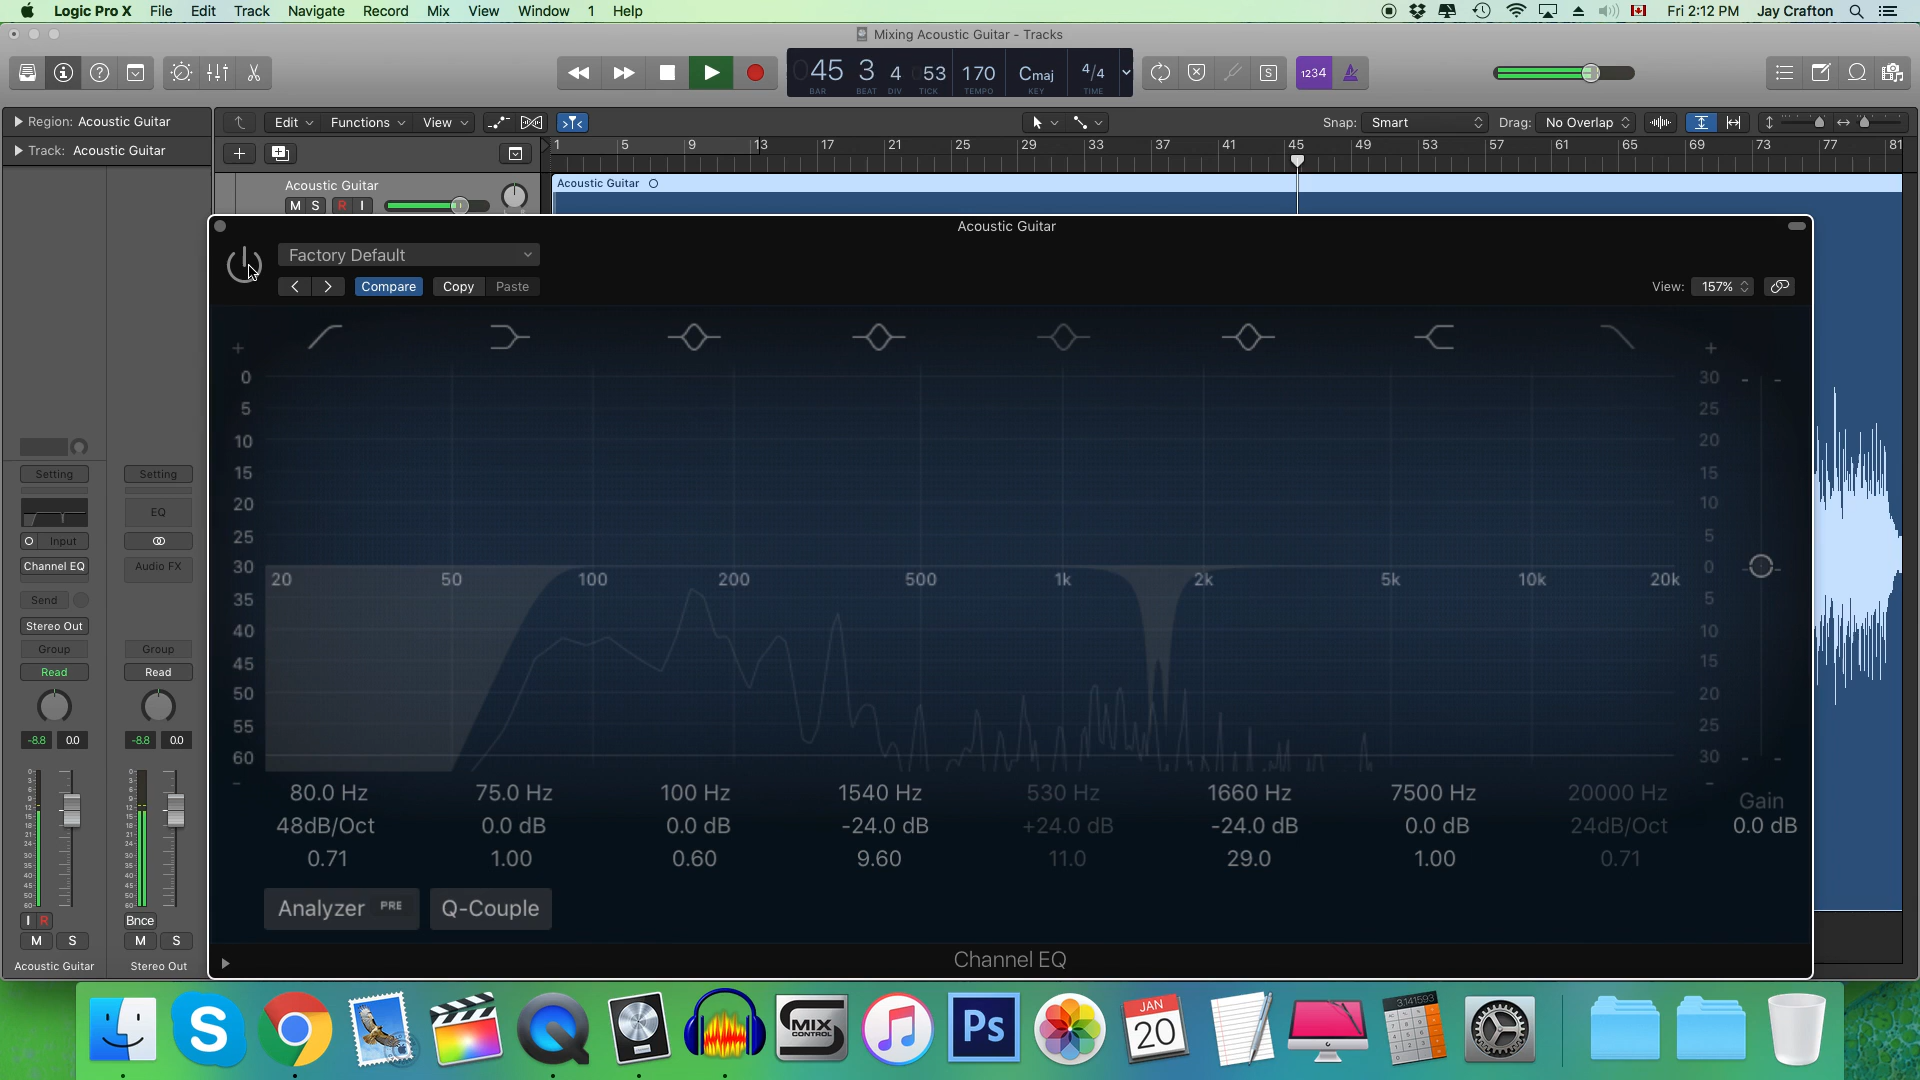 Logic Pro X File Edit Track Navigate Record Mix View Window 1 Help Fri 2:12 PM Jay Crafton
Mixing Acoustic Guitar - Tracks
45 3 4 53 170 Cmaj 4/4 1234
BAR BEAT DIV TICK TEMPO KEY TIME
Region: Acoustic Guitar Edit Functions View Snap: Smart Drag: No Overlap
Track: Acoustic Guitar
1 5 9 13 17 21 25 29 33 37 41 45 49 53 57 61 65 69 73 77 81
Acoustic Guitar
Acoustic Guitar
M S R I
Acoustic Guitar
Factory Default
Compare Copy Paste View: 157%
+ +
0 30
5 25
10 20
15 15
20 10
25 5
30 20 50 100 200 500 1k 2k 5k 10k 20k 0
35 5
40 10
45 15
50 20
55 25
60 30
80.0 Hz 75.0 Hz 100 Hz 1540 Hz 530 Hz 1660 Hz 7500 Hz 20000 Hz Gain
48dB/Oct 0.0 dB 0.0 dB -24.0 dB +24.0 dB -24.0 dB 0.0 dB 24dB/Oct 0.0 dB
0.71 1.00 0.60 9.60 11.0 29.0 1.00 0.71
Analyzer PRE Q-Couple
Channel EQ
Setting Setting
EQ
Input
Channel EQ Audio FX
Send
Stereo Out
Group Group
Read Read
-8.8 0.0 -8.8 0.0
I R Bnce
M S M S
Acoustic Guitar Stereo Out
MIX
CONTROL
Ps
JAN
20
3.141593